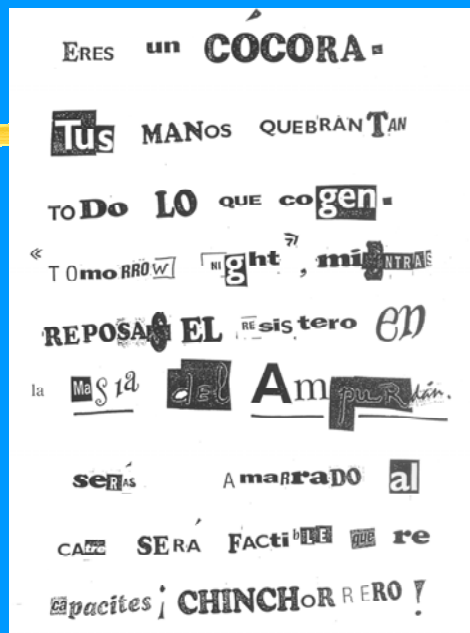 ERES un CÓCORA.
Tus MANos QUEBRANTAN
TODo LO QUE COgen.
“TOmoRROW Night”, miENTRAS
REPOSAS EL REsistero en
la MaSía del AmpuRdán.
seRÁS AmaRRaDO al
CAtre SERÁ FACtibLE que re
capacites ¡CHINCHoRRERO!